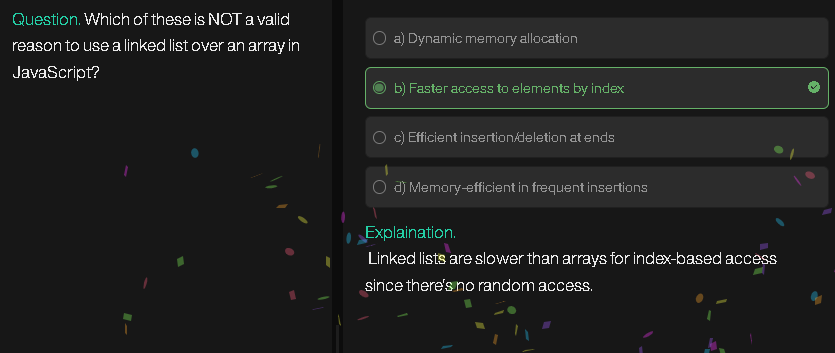 Question. Which of these is NOT a valid
reason to use a linked list over an array in
JavaScript?
a) Dynamic memory allocation
b) Faster access to elements by index
c) Efficient insertion/deletion at ends
d) Memory-efficient in frequent insertions
Explaination.
Linked lists are slower than arrays for index-based access
since there's no random access.